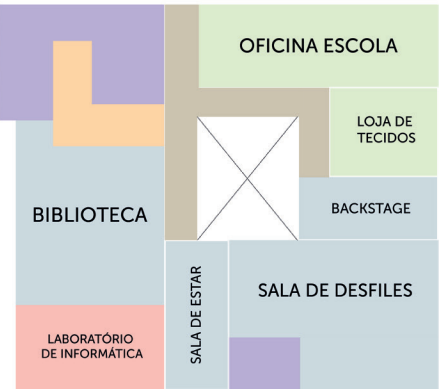 OFICINA ESCOLA
LOJA DE
TECIDOS
BACKSTAGE
BIBLIOTECA
SALA DE ESTAR
SALA DE DESFILES
LABORATÓRIO
DE INFORMÁTICA